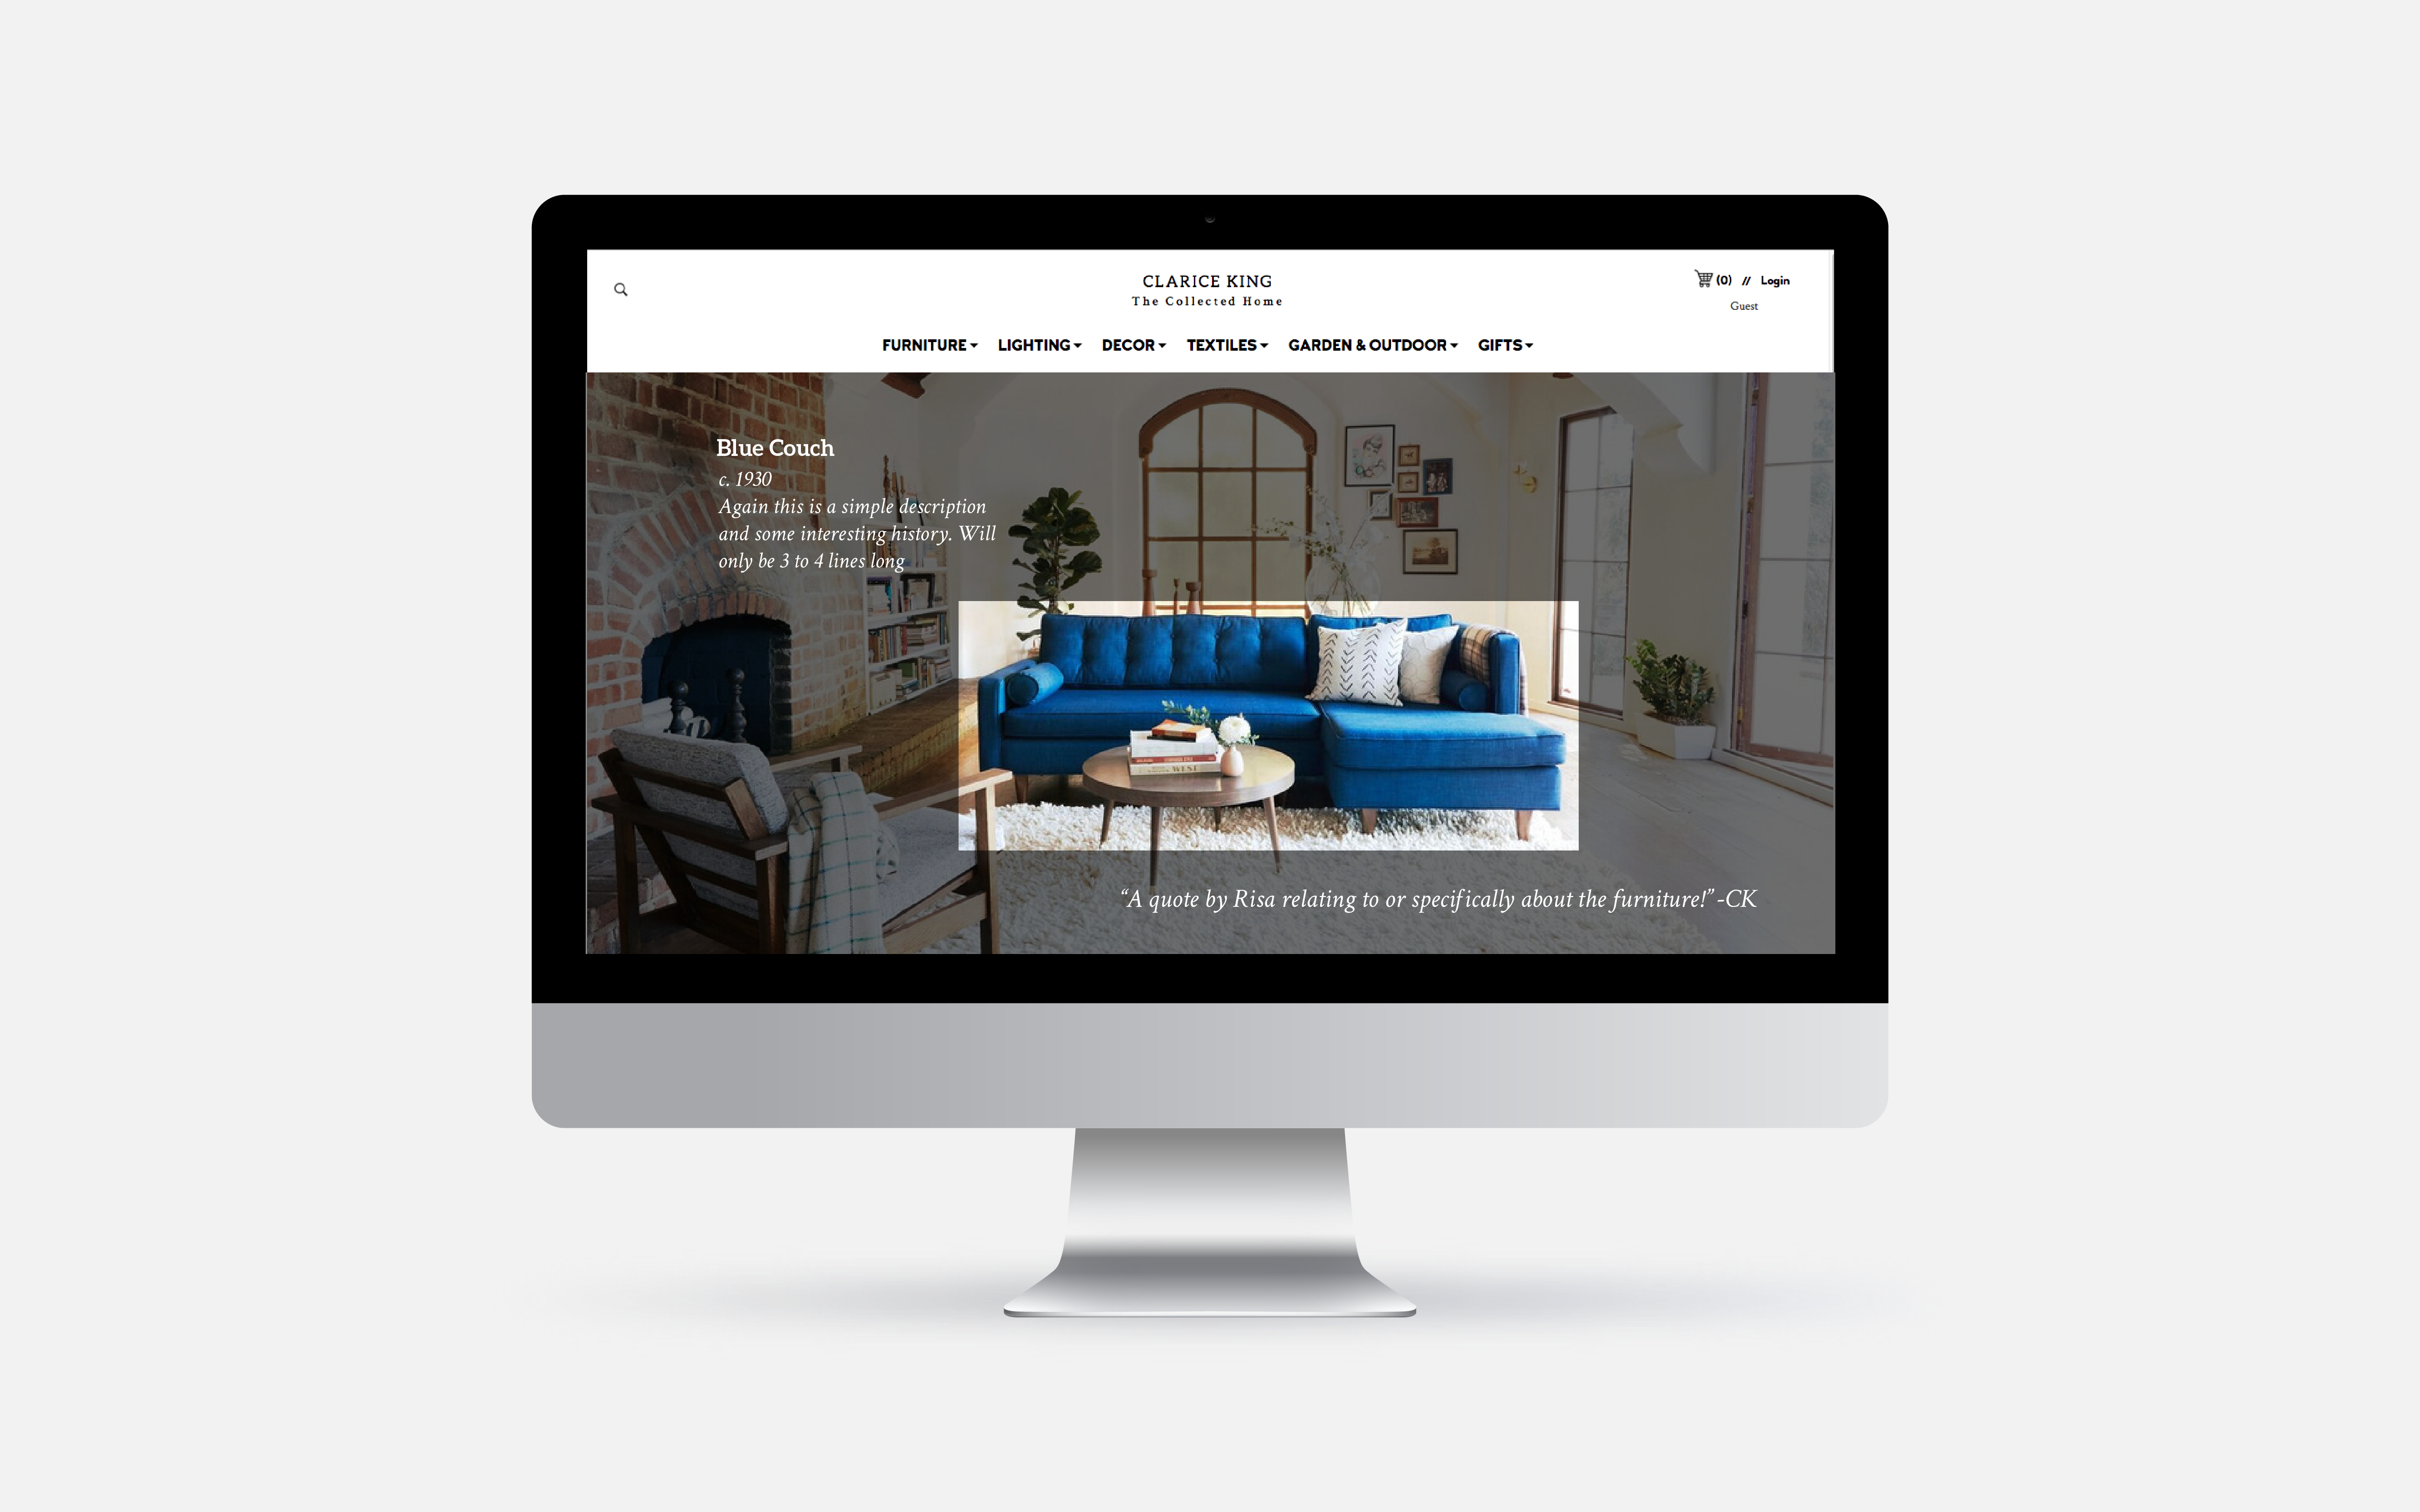 CLARICE KING
The Collected Home
(0) // Login
Guest
FURNITURE LIGHTING DECOR TEXTILES GARDEN & OUTDOOR GIFTS
Blue Couch
c. 1930
Again this is a simple description
and some interesting history. Will
only be 3 to 4 lines long
WEST
“A quote by Risa relating to or specifically about the furniture!” -CK